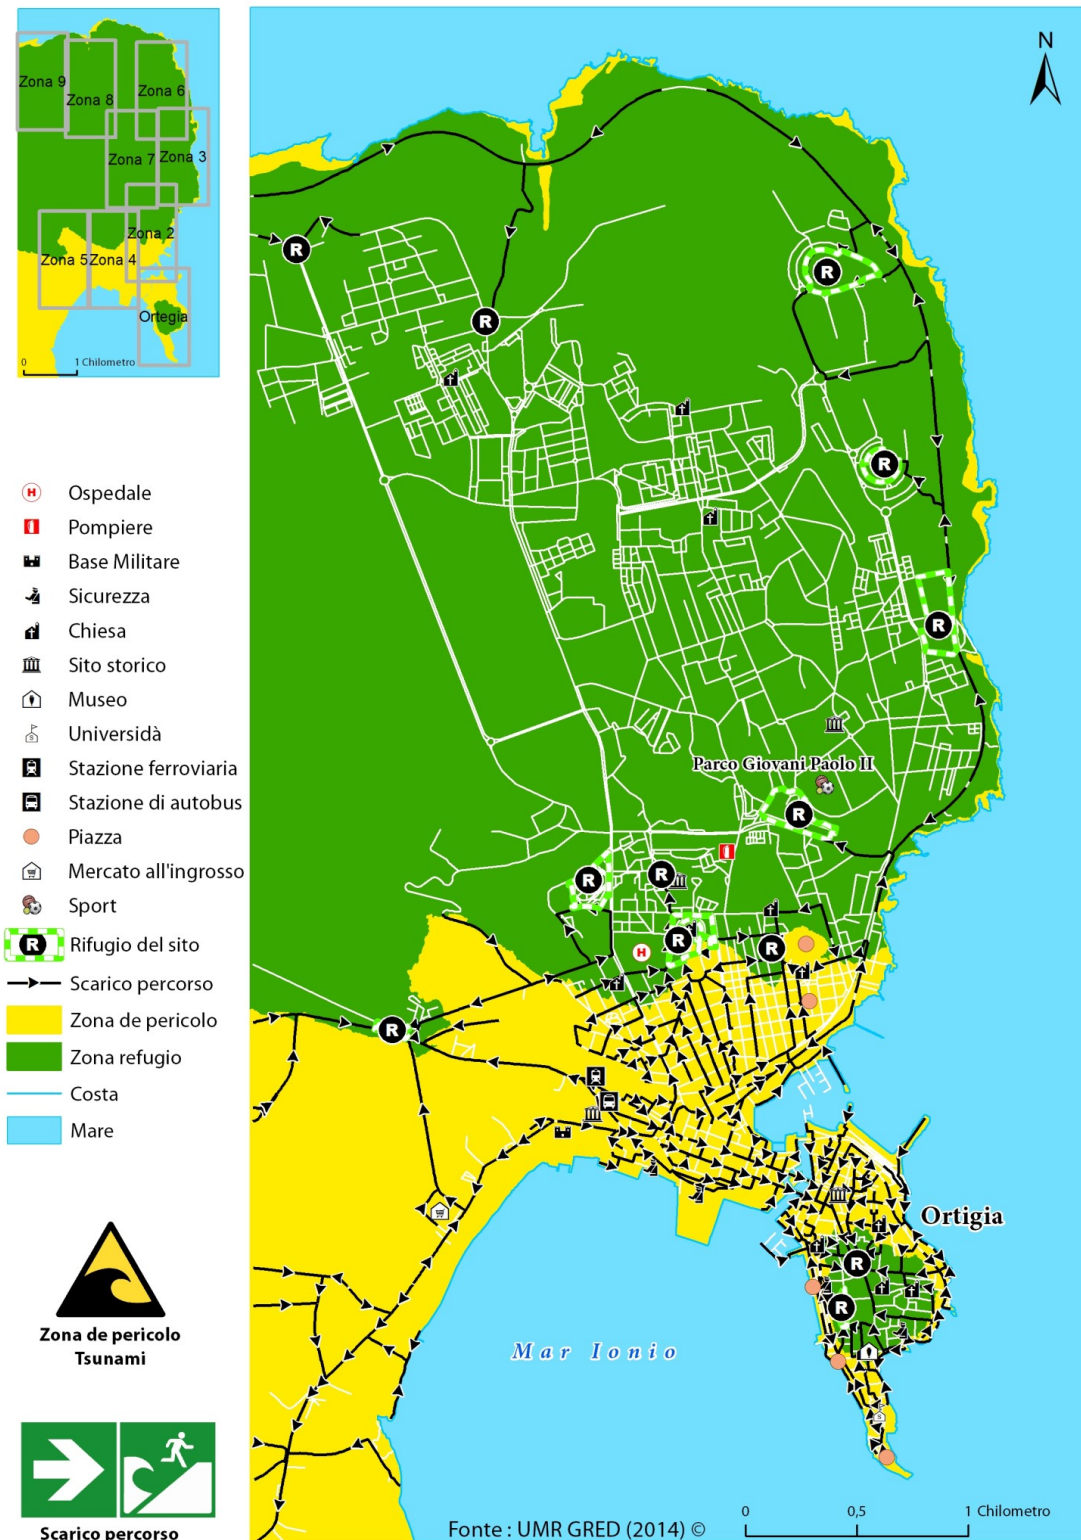 Zona 9
Zona 8
Zona 6
Zona 7
Zona 3
Zona 2
Zona 5
Zona 4
Ortegia
0
1 Chilometro
N
H Ospedale
Pompiere
Base Militare
Sicurezza
Chiesa
Sito storico
Museo
Universidà
Stazione ferroviaria
Stazione di autobus
Piazza
Mercato all'ingrosso
Sport
R Rifugio del sito
Scarico percorso
Zona de pericolo
Zona refugio
Costa
Mare
Zona de pericolo
Tsunami
Scarico percorso
R
R
R
R
R
Parco Giovani Paolo II
R
R
R
R
R
H
R
Ortigia
R
R
Mar Ionio
Fonte : UMR GRED (2014) ©
0
0,5
1 Chilometro